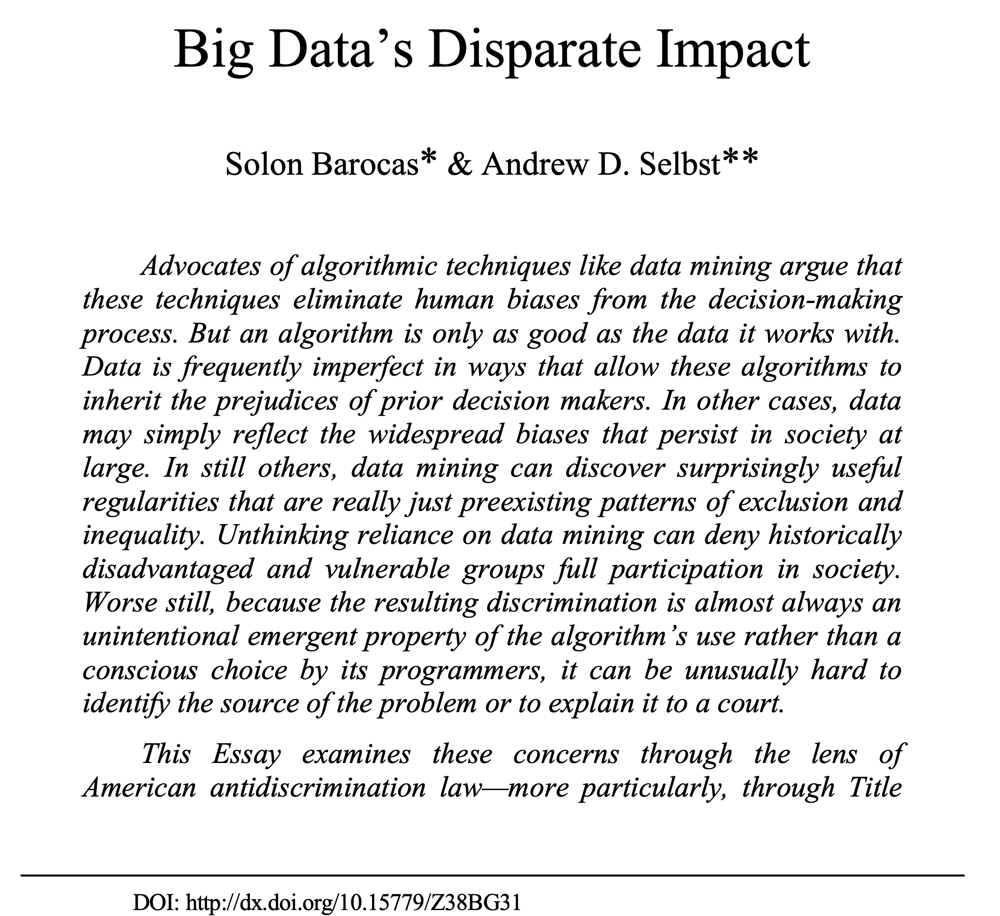 Big Data’s Disparate Impact
Solon Barocas* & Andrew D. Selbst**
Advocates of algorithmic techniques like data mining argue that
these techniques eliminate human biases from the decision-making
process. But an algorithm is only as good as the data it works with.
Data is frequently imperfect in ways that allow these algorithms to
inherit the prejudices of prior decision makers. In other cases, data
may simply reflect the widespread biases that persist in society at
large. In still others, data mining can discover surprisingly useful
regularities that are really just preexisting patterns of exclusion and
inequality. Unthinking reliance on data mining can deny historically
disadvantaged and vulnerable groups full participation in society.
Worse still, because the resulting discrimination is almost always an
unintentional emergent property of the algorithm’s use rather than a
conscious choice by its programmers, it can be unusually hard to
identify the source of the problem or to explain it to a court.
This Essay examines these concerns through the lens of
American antidiscrimination law—more particularly, through Title
DOI: http://dx.doi.org/10.15779/Z38BG31